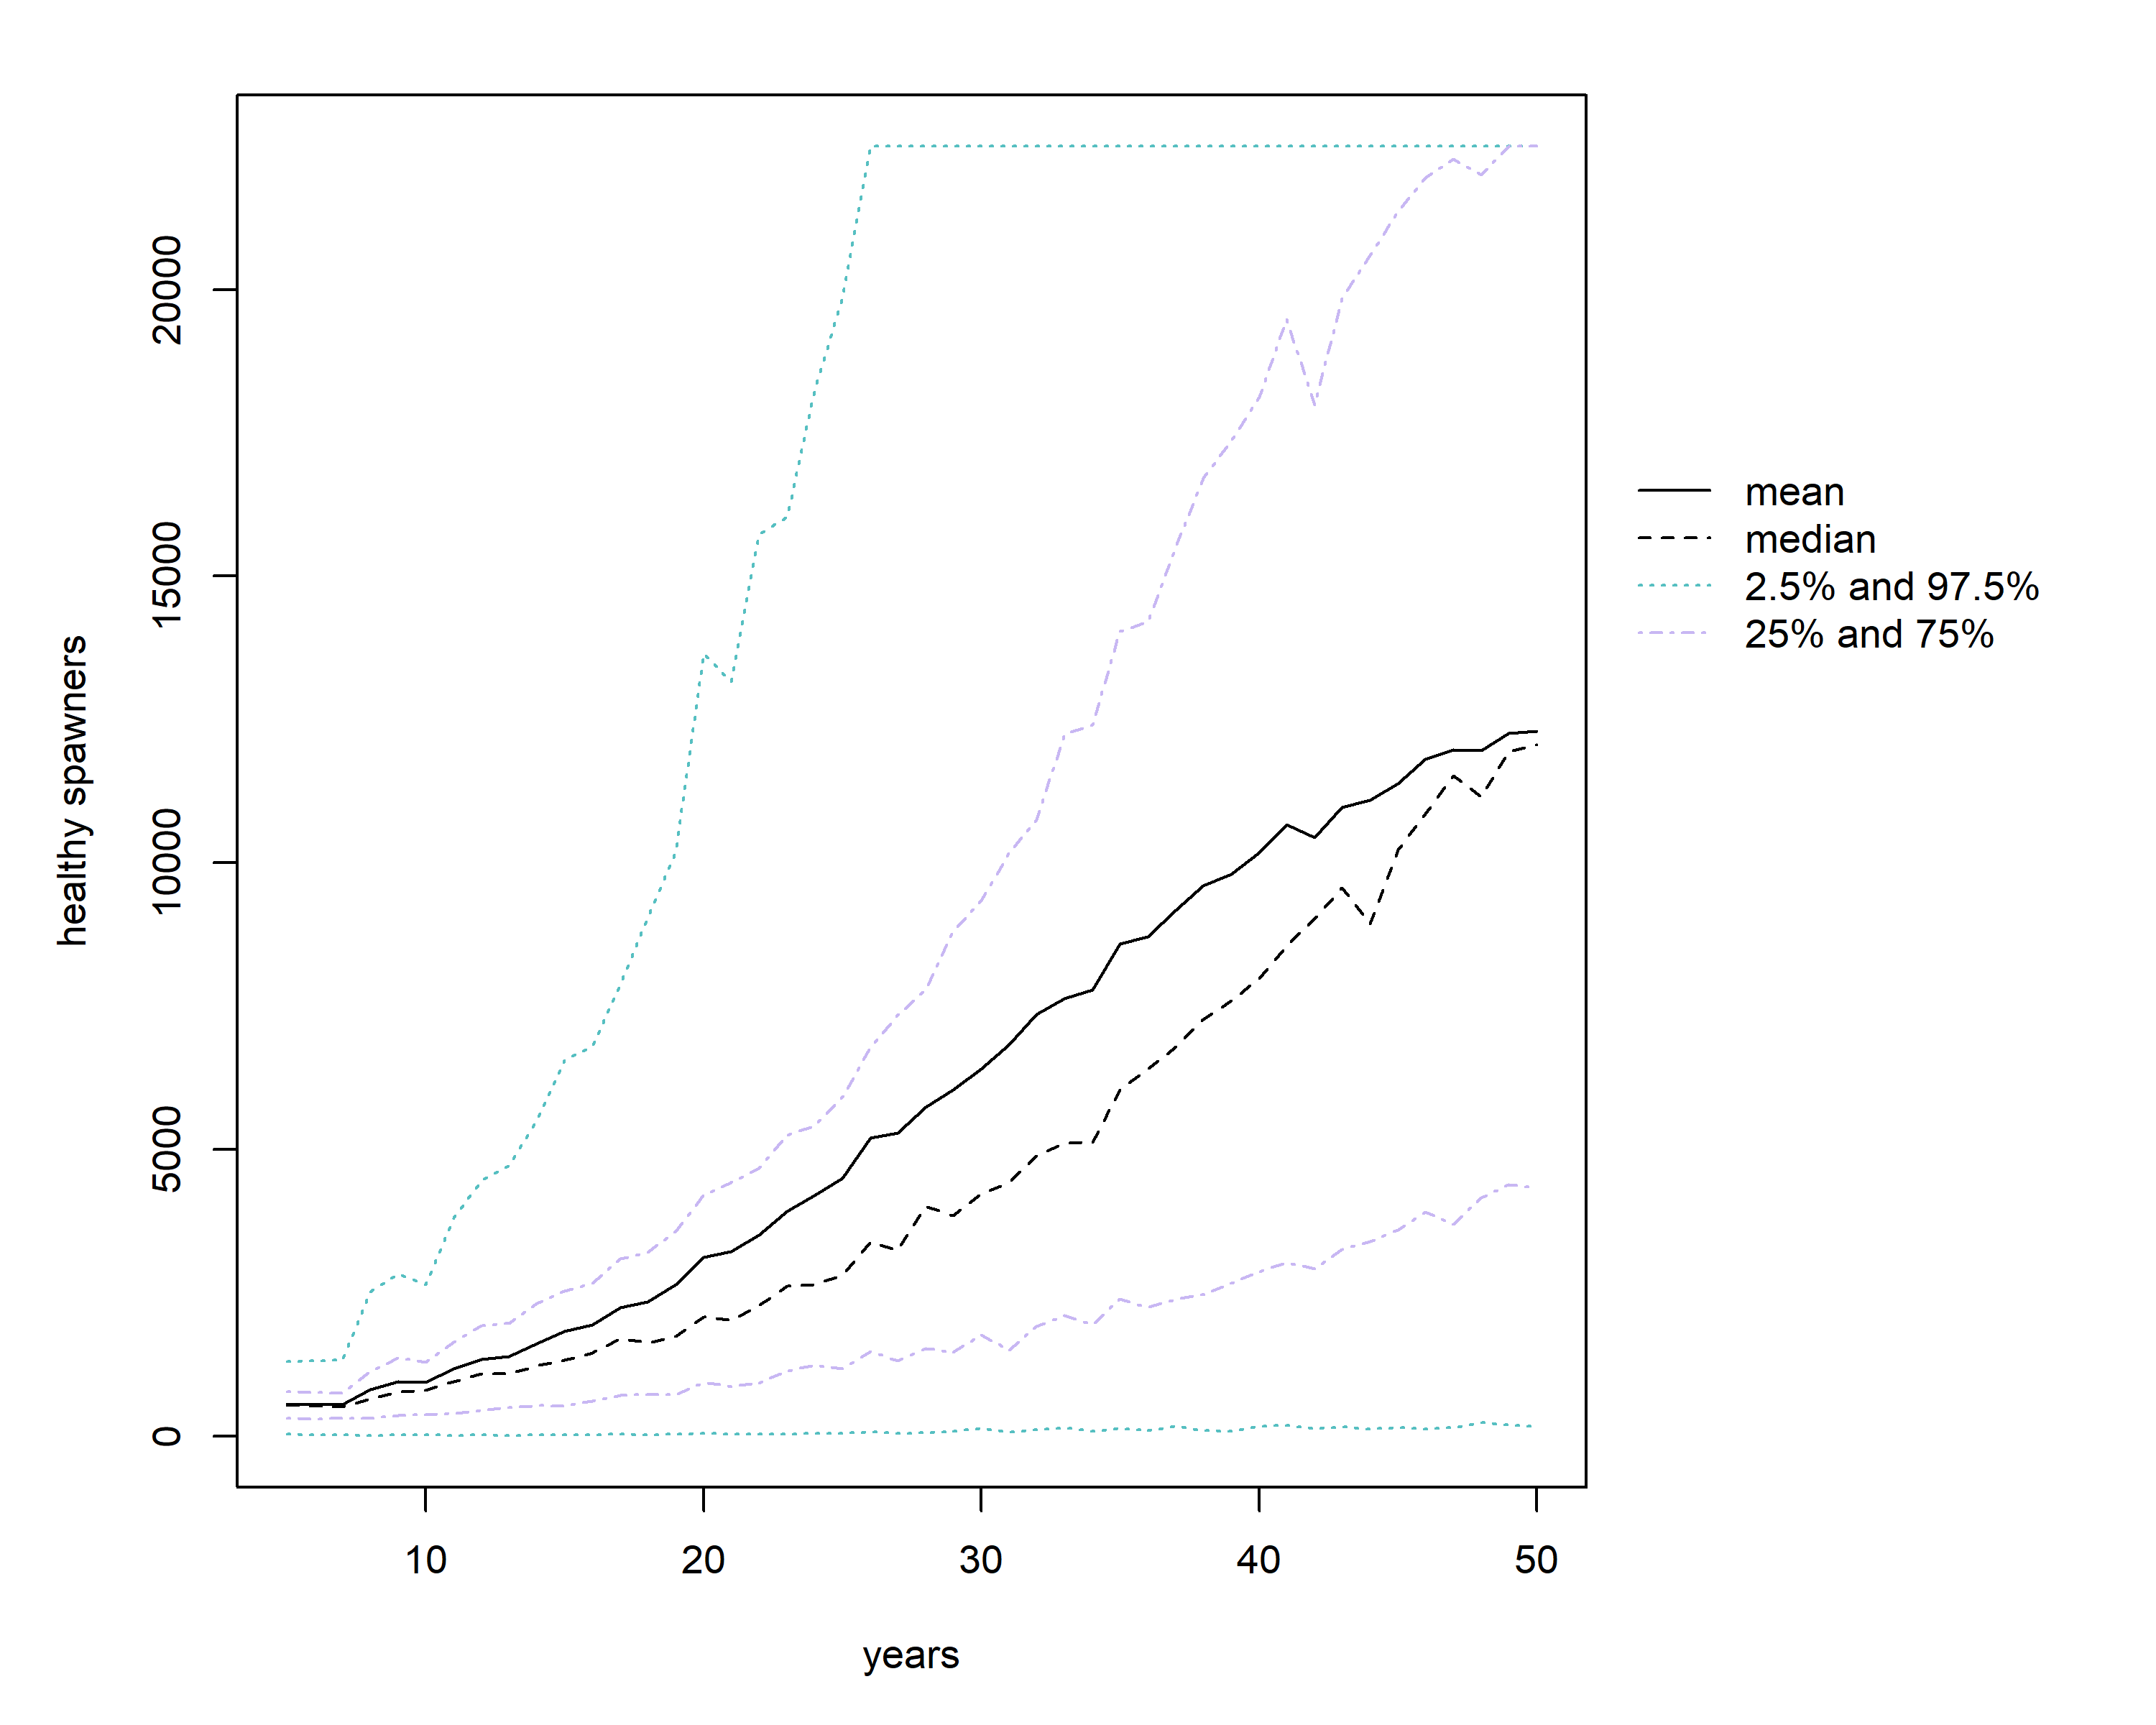 healthy spawners
20000
15000
10000
5000
0
10 20 30 40 50
years
mean
median
2.5% and 97.5%
25% and 75%